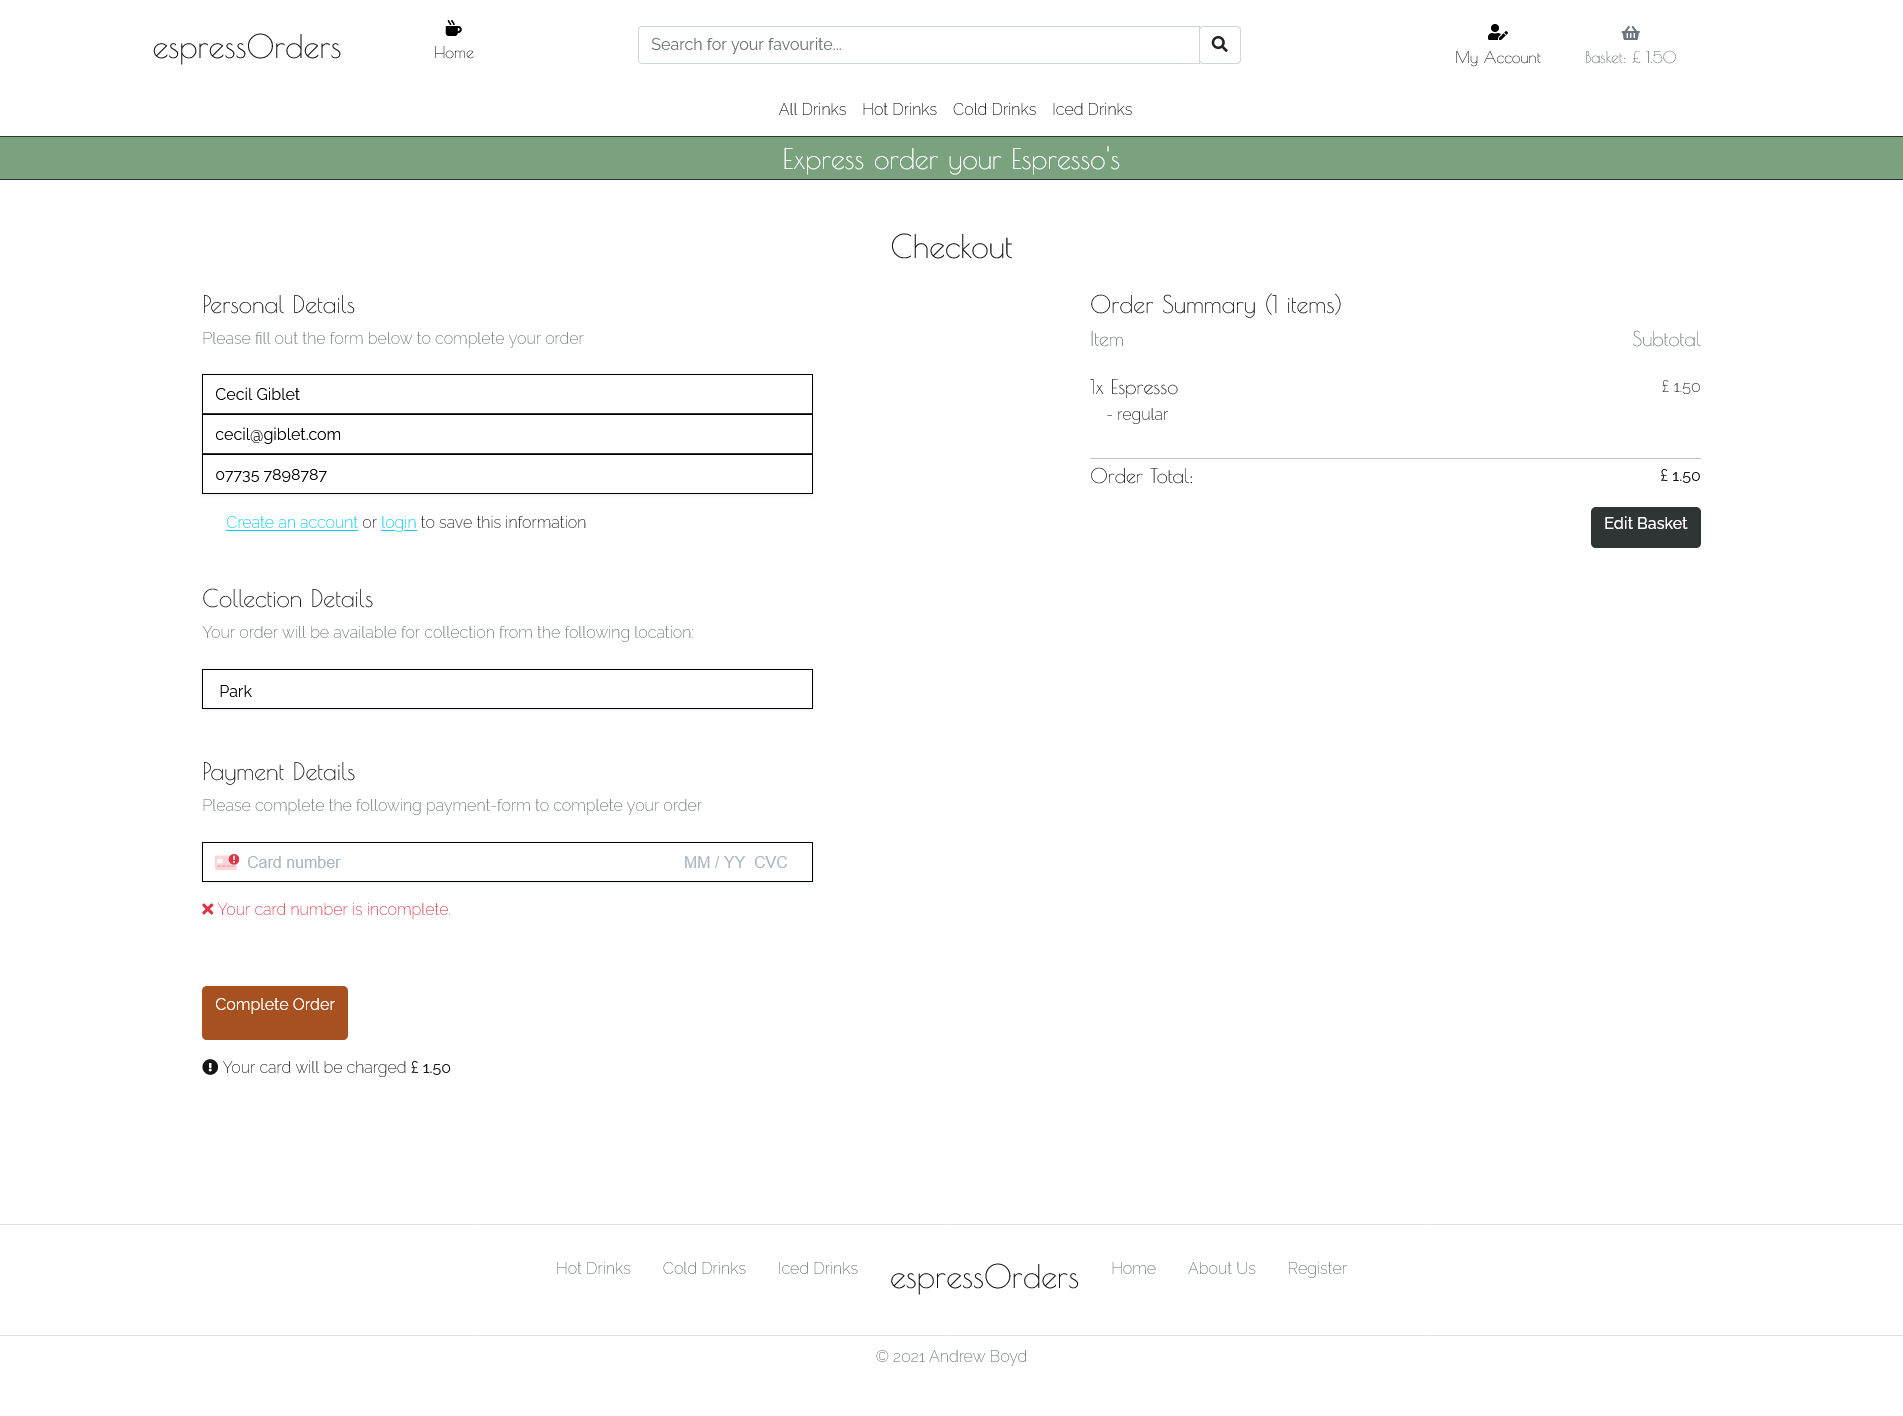 espressOrders
Home
Search for your favourite...
My Account
Basket: £ 1.50
All Drinks Hot Drinks Cold Drinks Iced Drinks
Express order your Espresso's
Checkout
Personal Details
Please fill out the form below to complete your order
Cecil Giblet
cecil@giblet.com
07735 7898787
Create an account or login to save this information
Collection Details
Your order will be available for collection from the following location:
Park
Payment Details
Please complete the following payment-form to complete your order
Card number MM / YY CVC
Your card number is incomplete.
Complete Order
Your card will be charged £ 1.50
Order Summary (1 items)
Item Subtotal
1x Espresso £ 1.50
- regular
Order Total: £ 1.50
Edit Basket
Hot Drinks Cold Drinks Iced Drinks espressOrders Home About Us Register
© 2021 Andrew Boyd